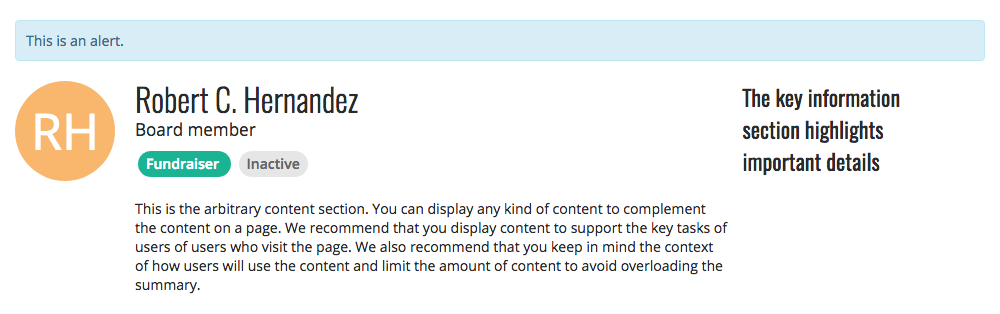 This is an alert.
RH
Robert C. Hernandez
Board member
Fundraiser Inactive
The key information
section highlights
important details
This is the arbitrary content section. You can display any kind of content to complement
the content on a page. We recommend that you display content to support the key tasks of
users of users who visit the page. We also recommend that you keep in mind the context
of how users will use the content and limit the amount of content to avoid overloading the
summary.